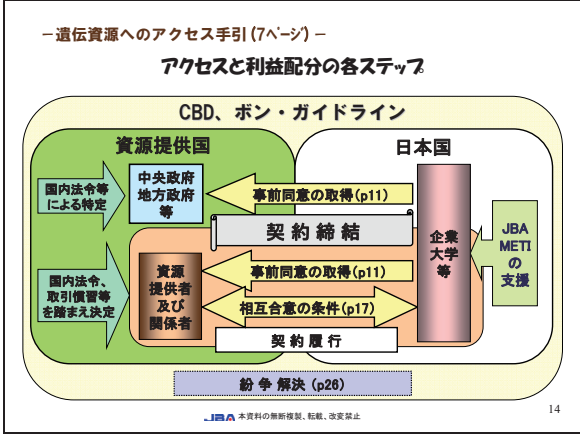 －遺伝資源へのアクセス手引(7ページ)－
アクセスと利益配分の各ステップ
CBD、ボン・ガイドライン
資源提供国
日本国
国内法令等
による特定
中央政府
地方政府
等
事前同意の取得(p11)
契約締結
企業
大学
等
JBA
METI
の
支援
国内法令、
取引慣習等
を踏まえ決定
資源
提供者
及び
関係者
事前同意の取得(p11)
相互合意の条件(p17)
契約履行
紛争解決 (p26)
JBA 本資料の無断複製、転載、改変禁止
14